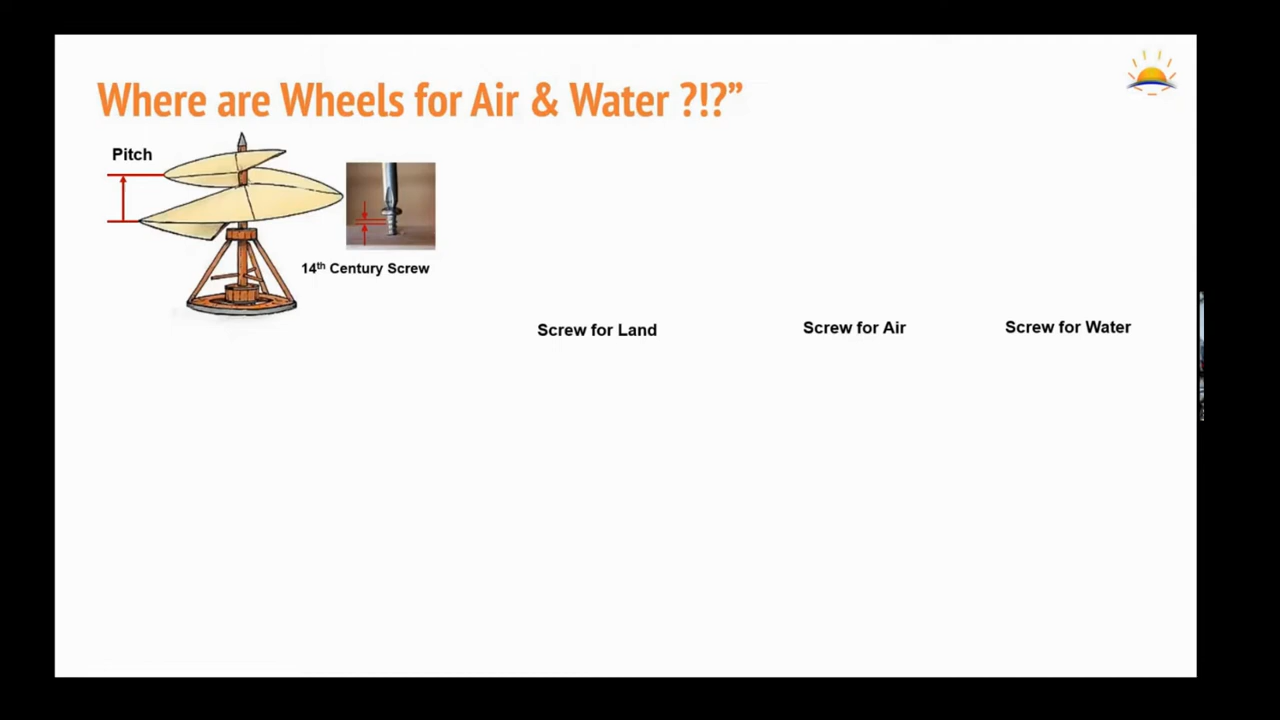 Where are Wheels for Air & Water ?!?”
Pitch
14th Century Screw
Screw for Land
Screw for Air
Screw for Water